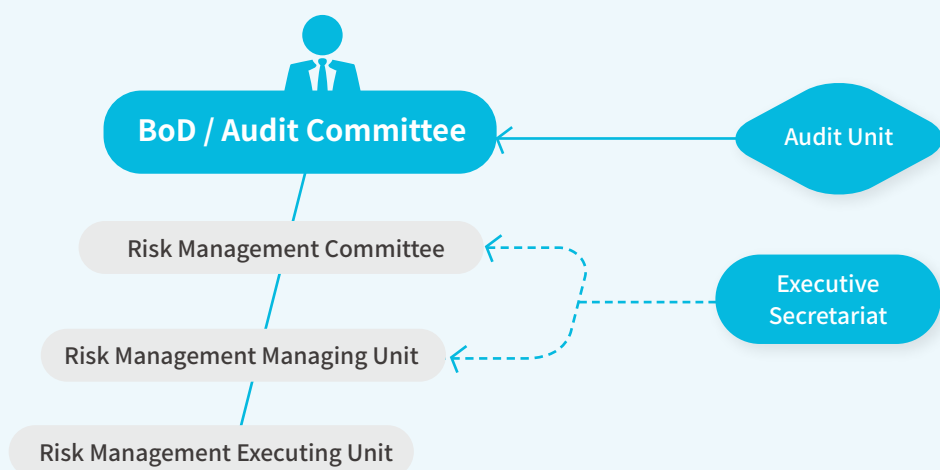 BoD / Audit Committee
Audit Unit
Risk Management Committee
Executive
Secretariat
Risk Management Managing Unit
Risk Management Executing Unit